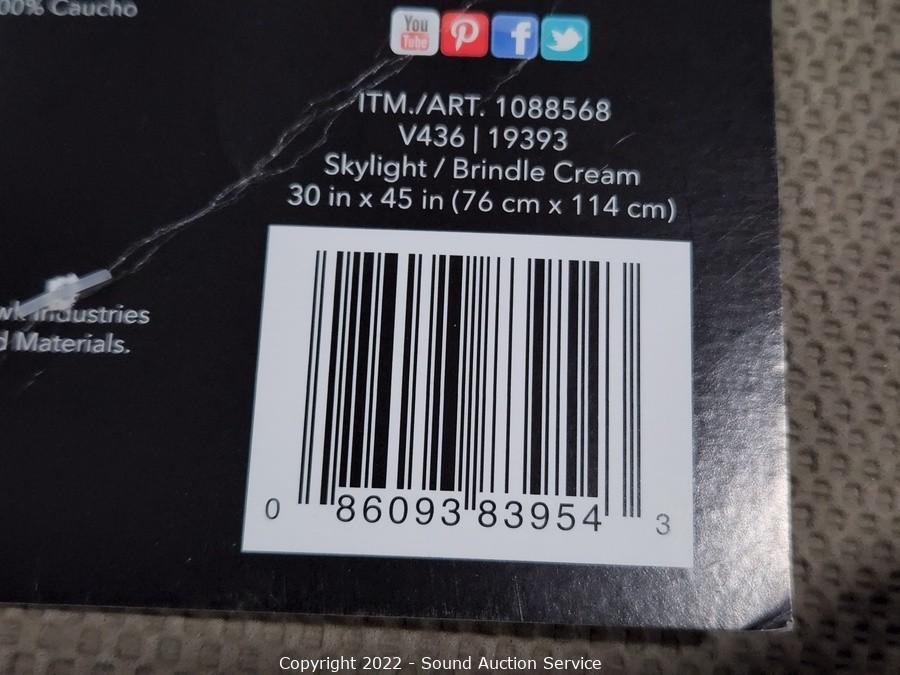 00% Caucho
You
Tube
ITM./ART. 1088568
V436 | 19393
Skylight / Brindle Cream
30 in x 45 in (76 cm x 114 cm)
wk Industries
d Materials.
0 86093 83954 3
Copyright 2022 - Sound Auction Service